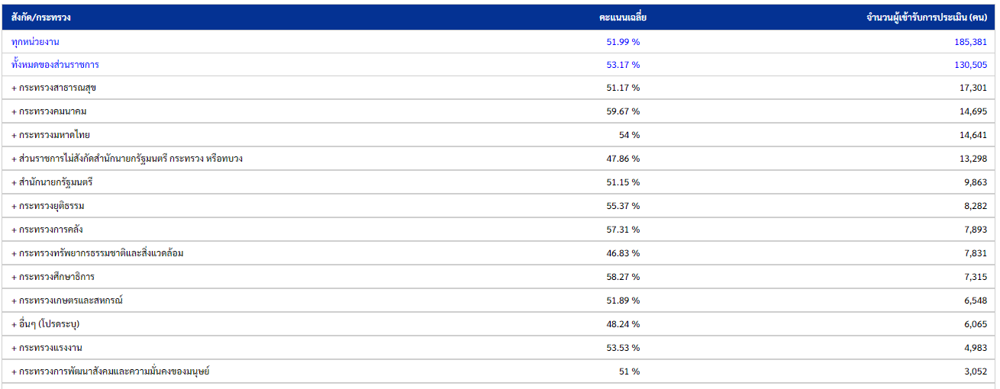 สังกัด/กระทรวง คะแนนเฉลี่ย จำนวนผู้เข้ารับการประเมิน (คน)
ทุกหน่วยงาน 51.99 % 185,381
ทั้งหมดของส่วนราชการ 53.17 % 130,505
+ กระทรวงสาธารณสุข 51.17 % 17,301
+ กระทรวงคมนาคม 59.67 % 14,695
+ กระทรวงมหาดไทย 54 % 14,641
+ ส่วนราชการไม่สังกัดสำนักนายกรัฐมนตรี กระทรวง หรือทบวง 47.86 % 13,298
+ สำนักนายกรัฐมนตรี 51.15 % 9,863
+ กระทรวงยุติธรรม 55.37 % 8,282
+ กระทรวงการคลัง 57.31 % 7,893
+ กระทรวงทรัพยากรธรรมชาติและสิ่งแวดล้อม 46.83 % 7,831
+ กระทรวงศึกษาธิการ 58.27 % 7,315
+ กระทรวงเกษตรและสหกรณ์ 51.89 % 6,548
+ อื่นๆ (โปรดระบุ) 48.24 % 6,065
+ กระทรวงแรงงาน 53.53 % 4,983
+ กระทรวงการพัฒนาสังคมและความมั่นคงของมนุษย์ 51 % 3,052